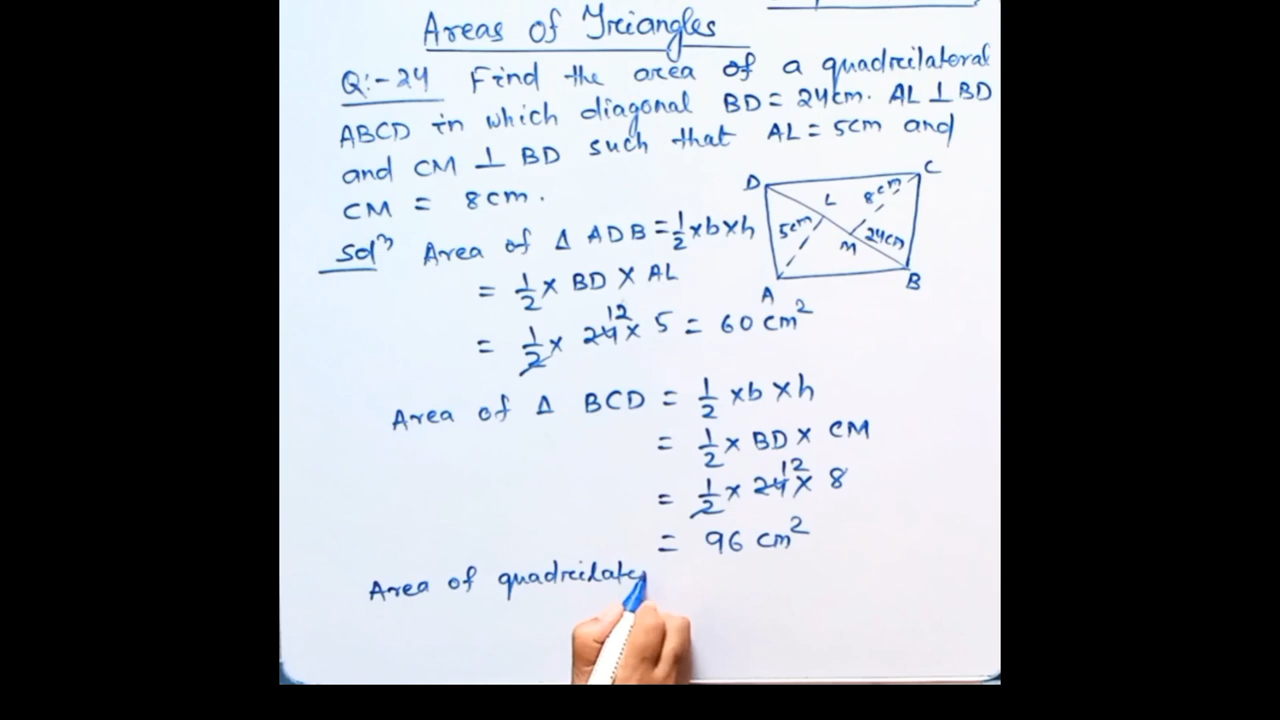 Areas of Triangles
Q:-24 Find the area of a quadrilateral
ABCD in which diagonal BD = 24cm. AL ⊥ BD
and CM ⊥ BD such that AL = 5cm and
CM = 8cm.
D
C
L
8cm
5cm
M
24cm
A
B
Solⁿ Area of Δ ADB = 1/2 x b x h
= 1/2 x BD x AL
= 1/2 x 24 12 x 5 = 60 cm²
Area of Δ BCD = 1/2 x b x h
= 1/2 x BD x CM
= 1/2 x 24 12 x 8
= 96 cm²
Area of quadrilate